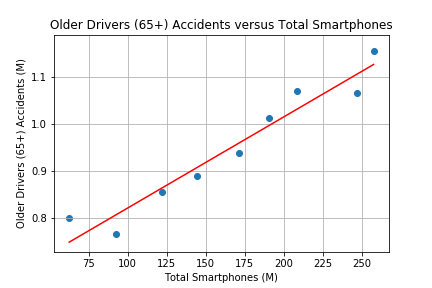 Older Drivers (65+) Accidents versus Total Smartphones
Older Drivers (65+) Accidents (M)
1.1
1.0
0.9
0.8
75 100 125 150 175 200 225 250
Total Smartphones (M)